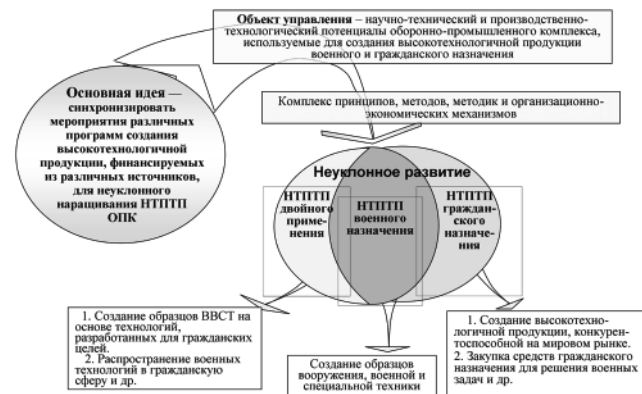 Объект управления – научно-технический и производственно-
технологический потенциалы оборонно-промышленного комплекса,
используемые для создания высокотехнологичной продукции
военного и гражданского назначения
Основная идея —
синхронизировать
мероприятия различных
программ создания
высокотехнологичной
продукции, финансируемых
из различных источников,
для неуклонного
наращивания НТПТП
ОПК
Комплекс принципов, методов, методик и организационно-
экономических механизмов
Неуклонное развитие
НТПТП
двойного
приме-
нения
НТПТП
военного
назначения
НТПТП
граждан-
ского
назначе-
ния
1. Создание образцов ВВСТ на
основе технологий,
разработанных для гражданских
целей.
2. Распространение военных
технологий в гражданскую
сферу и др.
Создание образцов
вооружения, военной и
специальной техники
1. Создание высокотехно-
логичной продукции, конкурен-
тоспособной на мировом рынке.
2. Закупка средств гражданского
назначения для решения военных
задач и др.